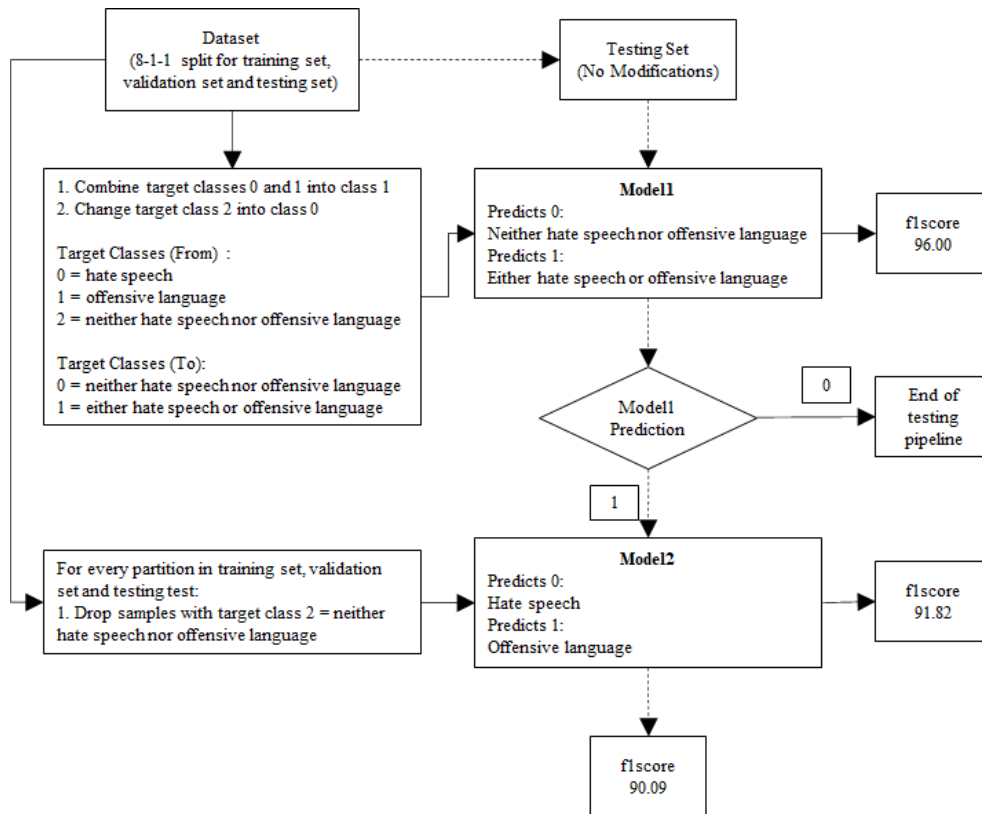 Dataset
(8-1-1 split for training set,
validation set and testing set)
Testing Set
(No Modifications)
1. Combine target classes 0 and 1 into class 1
2. Change target class 2 into class 0
Target Classes (From) :
0 = hate speech
1 = offensive language
2 = neither hate speech nor offensive language
Target Classes (To):
0 = neither hate speech nor offensive language
1 = either hate speech or offensive language
Model1
Predicts 0:
Neither hate speech nor offensive language
Predicts 1:
Either hate speech or offensive language
f1score
96.00
Model1
Prediction
0
End of
testing
pipeline
1
For every partition in training set, validation
set and testing test:
1. Drop samples with target class 2 = neither
hate speech nor offensive language
Model2
Predicts 0:
Hate speech
Predicts 1:
Offensive language
f1score
91.82
f1score
90.09